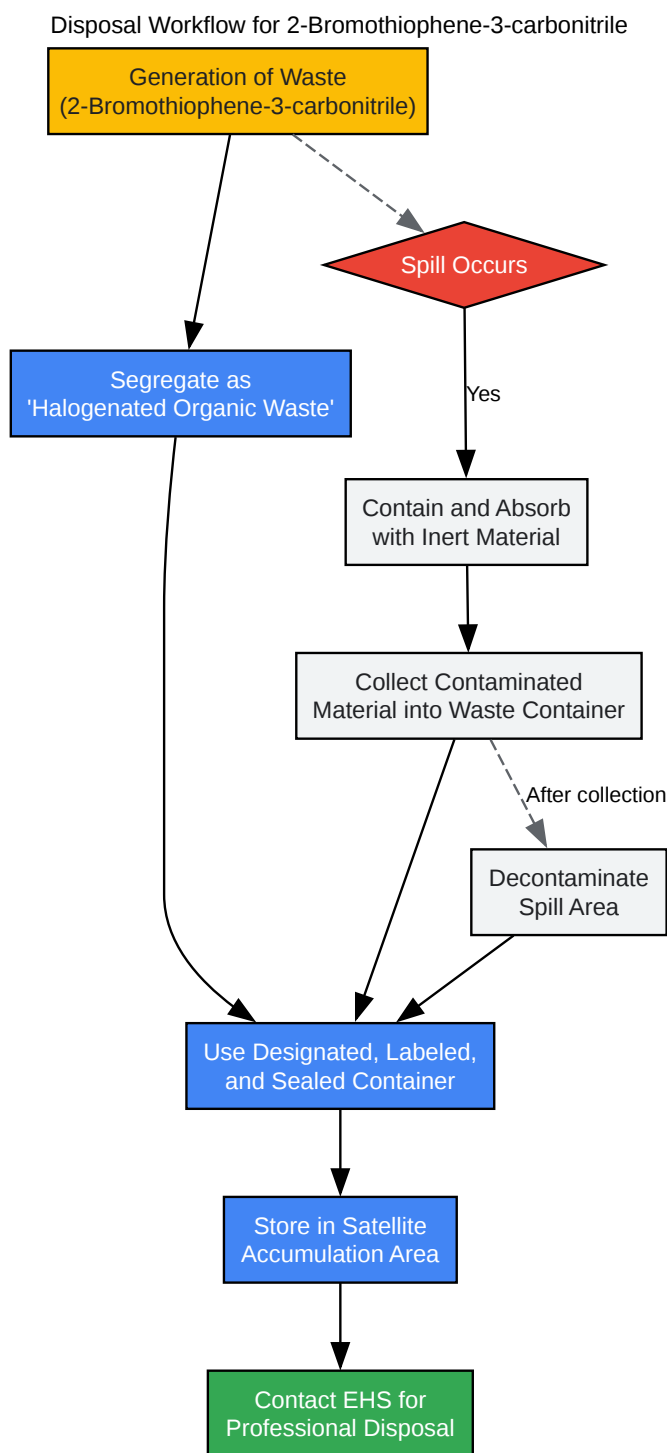 Disposal Workflow for 2-Bromothiophene-3-carbonitrile
Generation of Waste
(2-Bromothiophene-3-carbonitrile)
Spill Occurs
Segregate as
'Halogenated Organic Waste'
Yes
Contain and Absorb
with Inert Material
Collect Contaminated
Material into Waste Container
After collection
Decontaminate
Spill Area
Use Designated, Labeled,
and Sealed Container
Store in Satellite
Accumulation Area
Contact EHS for
Professional Disposal